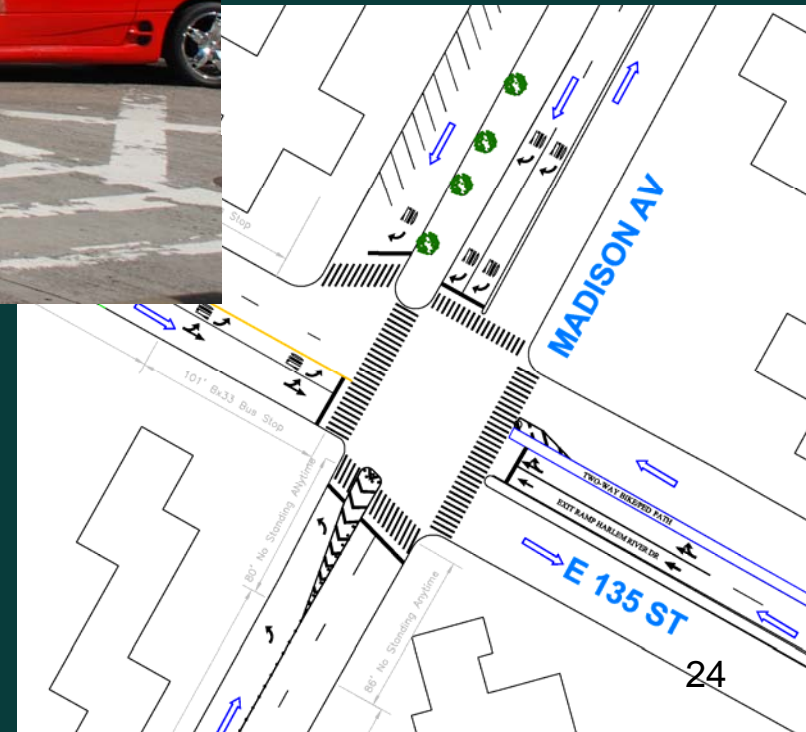 Stop
MADISON AV
101' Bx33 Bus Stop
80' No Standing ANytime
TWO-WAY BIKE/PED PATH
EXIT RAMP HARLEM RIVER DR
E 135 ST
86' No Standing Anytime
24